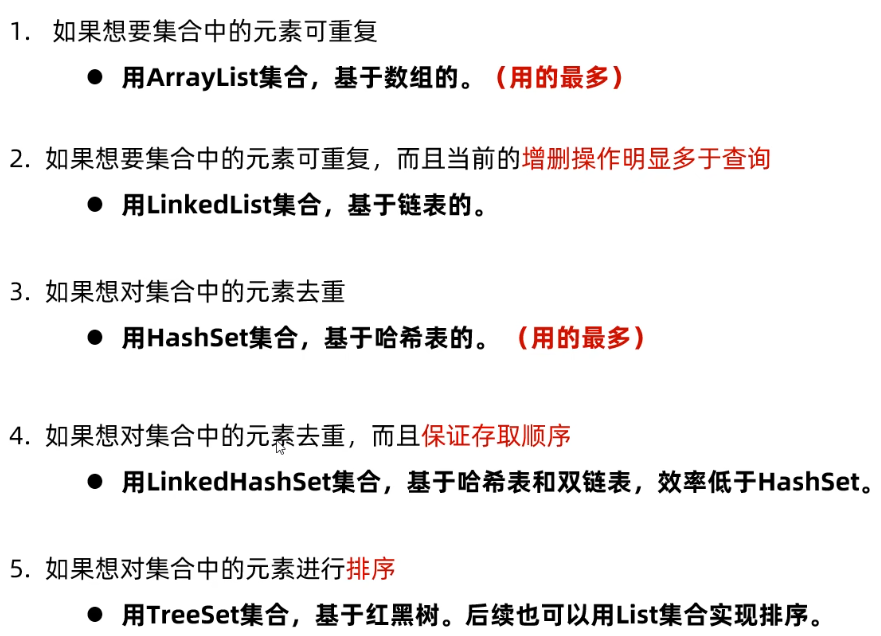 1. 如果想要集合中的元素可重复
● 用ArrayList集合，基于数组的。（用的最多）
2. 如果想要集合中的元素可重复，而且当前的增删操作明显多于查询
● 用LinkedList集合，基于链表的。
3. 如果想对集合中的元素去重
● 用HashSet集合，基于哈希表的。（用的最多）
4. 如果想对集合中的元素去重，而且保证存取顺序
● 用LinkedHashSet集合，基于哈希表和双链表，效率低于HashSet。
5. 如果想对集合中的元素进行排序
● 用TreeSet集合，基于红黑树。后续也可以用List集合实现排序。